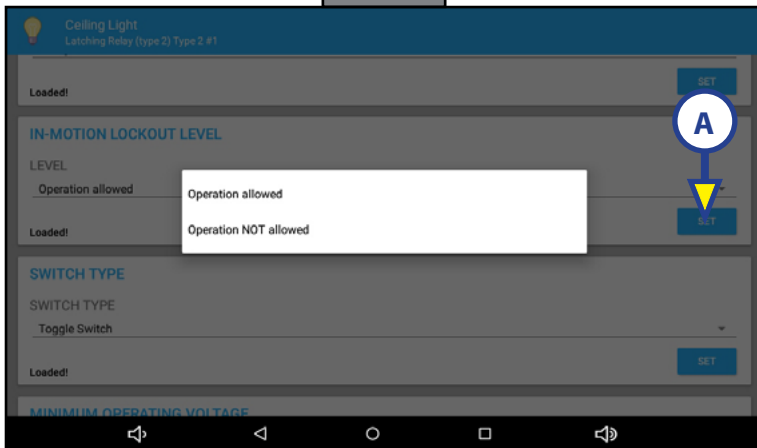 Ceiling Light
Latching Relay (type 2) Type 2 #1
Loaded!
SET
A
IN-MOTION LOCKOUT LEVEL
LEVEL
Operation allowed
Operation allowed
Operation NOT allowed
Loaded!
SET
SWITCH TYPE
SWITCH TYPE
Toggle Switch
Loaded!
SET
MINIMUM OPERATING VOLTAGE